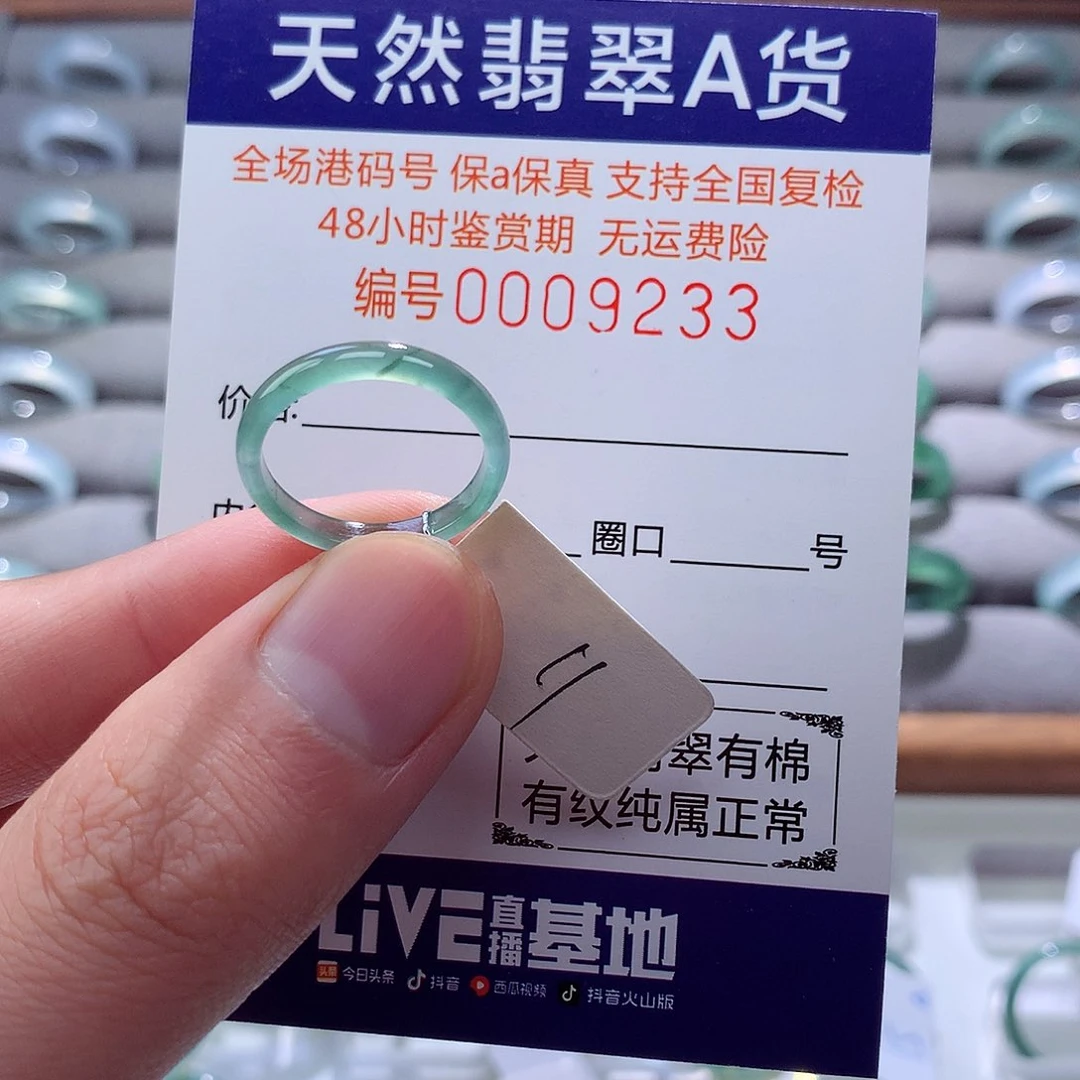 天然翡翠A货
全场港码号 保a保真 支持全国复检
48小时鉴赏期 无运费险
编号0009233
价
圈口 号
翠有棉
有纹纯属正常
LiVE直播基地
头条 今日头条 抖音 西瓜视频 抖音火山版